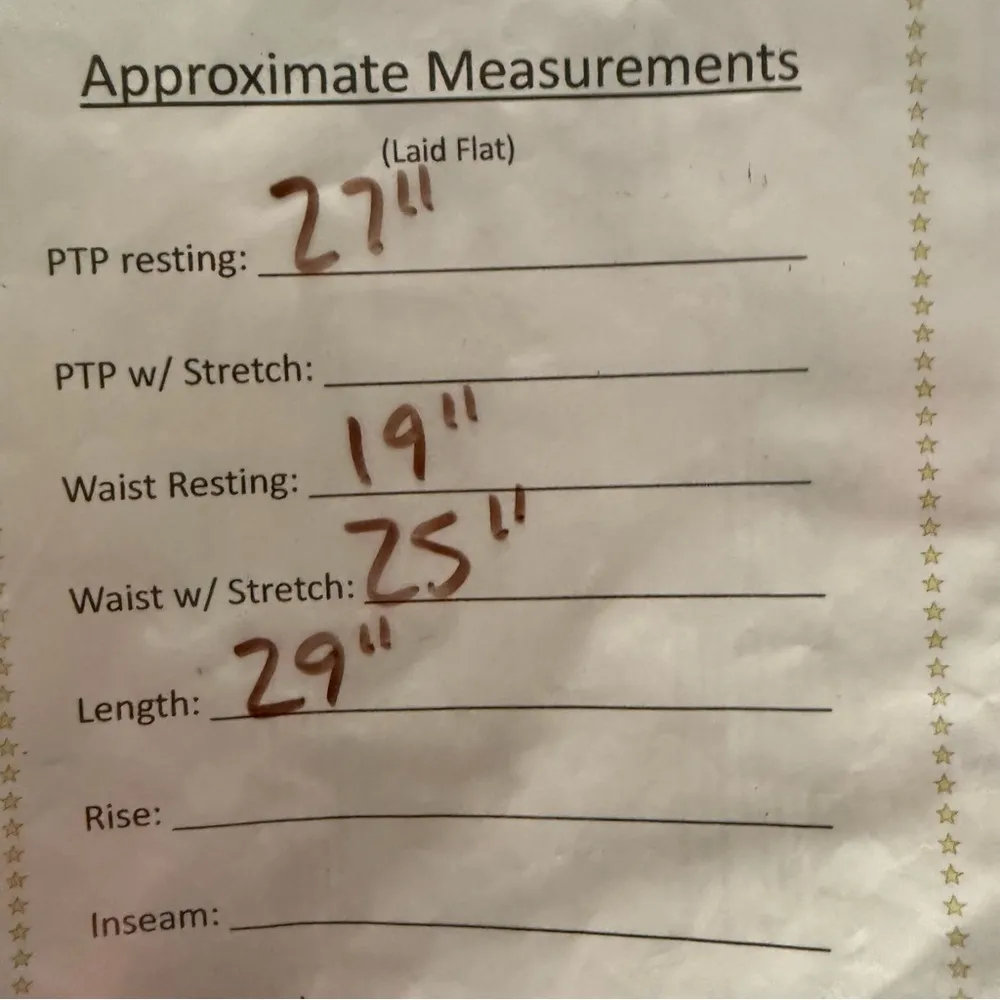 Approximate Measurements
(Laid Flat)
PTP resting: 27"
PTP w/ Stretch:
Waist Resting: 19"
Waist w/ Stretch: 25"
Length: 29"
Rise:
Inseam: